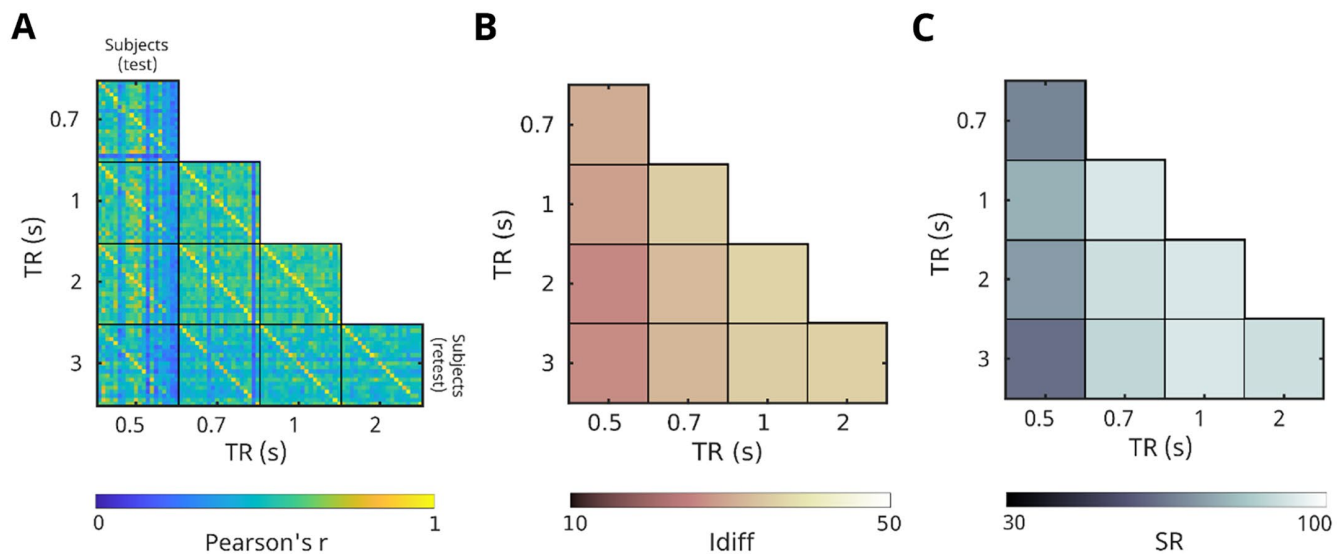 A
Subjects
(test)
TR (s)
0.7
1
2
3
Subjects
(retest)
0.5 0.7 1 2
TR (s)
0 1
Pearson's r
B
TR (s)
0.7
1
2
3
0.5 0.7 1 2
TR (s)
10 50
Idiff
C
TR (s)
0.7
1
2
3
0.5 0.7 1 2
TR (s)
30 100
SR